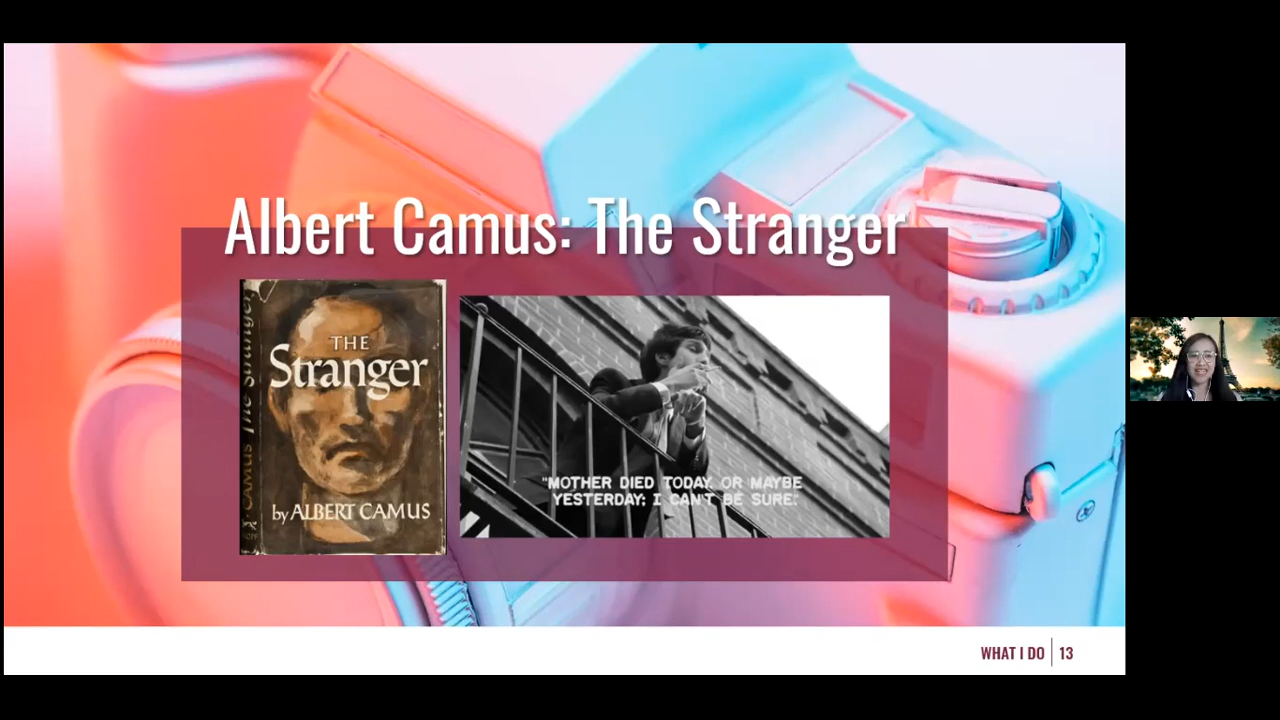 Albert Camus: The Stranger
THE
Stranger
by ALBERT CAMUS
CAMUS The Stranger
"MOTHER DIED TODAY. OR MAYBE
YESTERDAY; I CAN'T BE SURE."
WHAT I DO 13